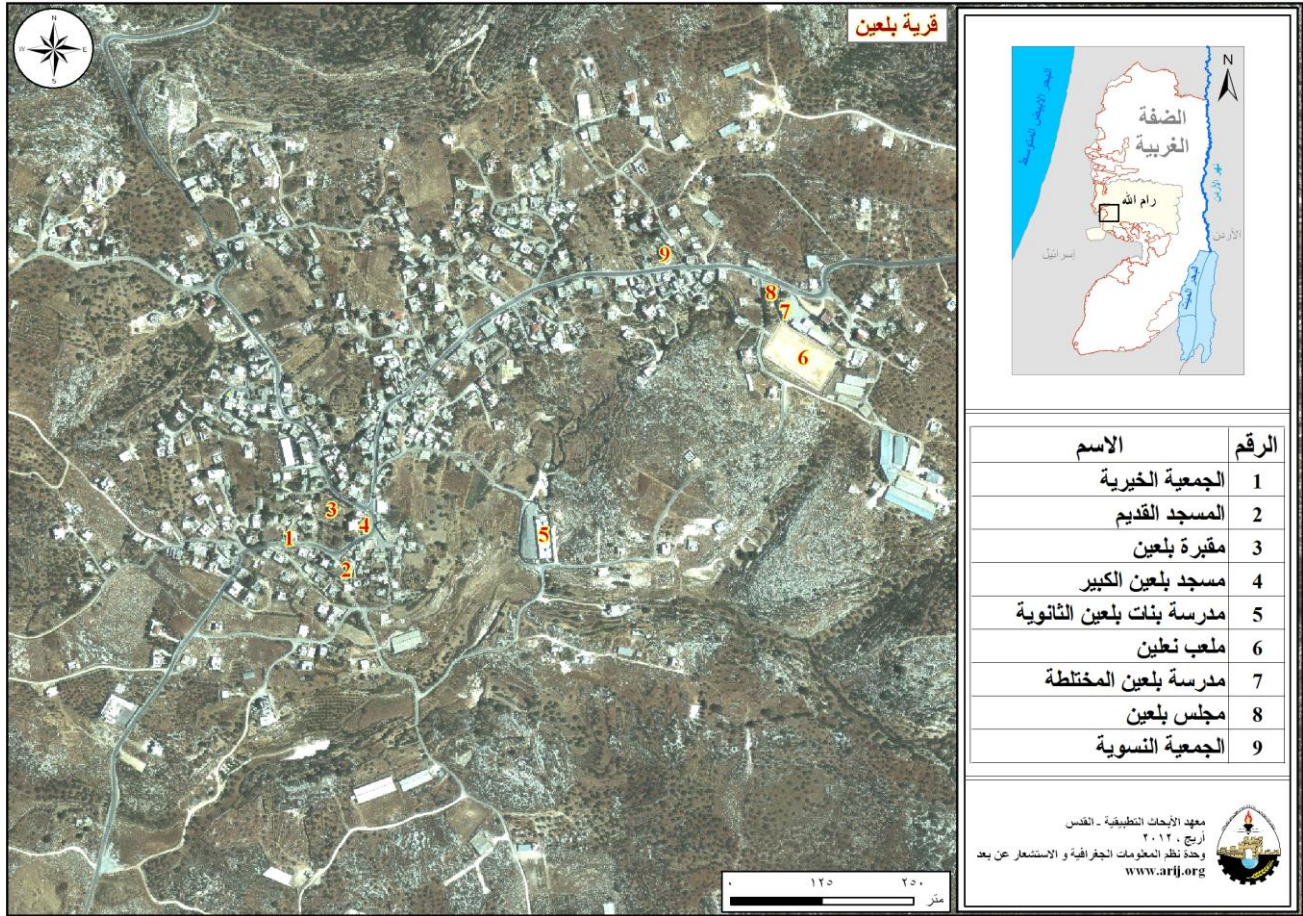 قرية بلعين
N
E
S
W
9
8
7
6
3
4
5
1
2
٠ ١٢٥ ٢٥٠
متر
N
البحر الابيض المتوسط
الضفة
الغربية
نهر الأردن
رام الله
الأردن
إسرائيل
البحر الميت
الرقم الاسم
1 الجمعية الخيرية
2 المسجد القديم
3 مقبرة بلعين
4 مسجد بلعين الكبير
5 مدرسة بنات بلعين الثانوية
6 ملعب نعلين
7 مدرسة بلعين المختلطة
8 مجلس بلعين
9 الجمعية النسوية
معهد الأبحاث التطبيقية - القدس
أريج ، ٢٠١٢
وحدة نظم المعلومات الجغرافية و الاستشعار عن بعد
www.arij.org